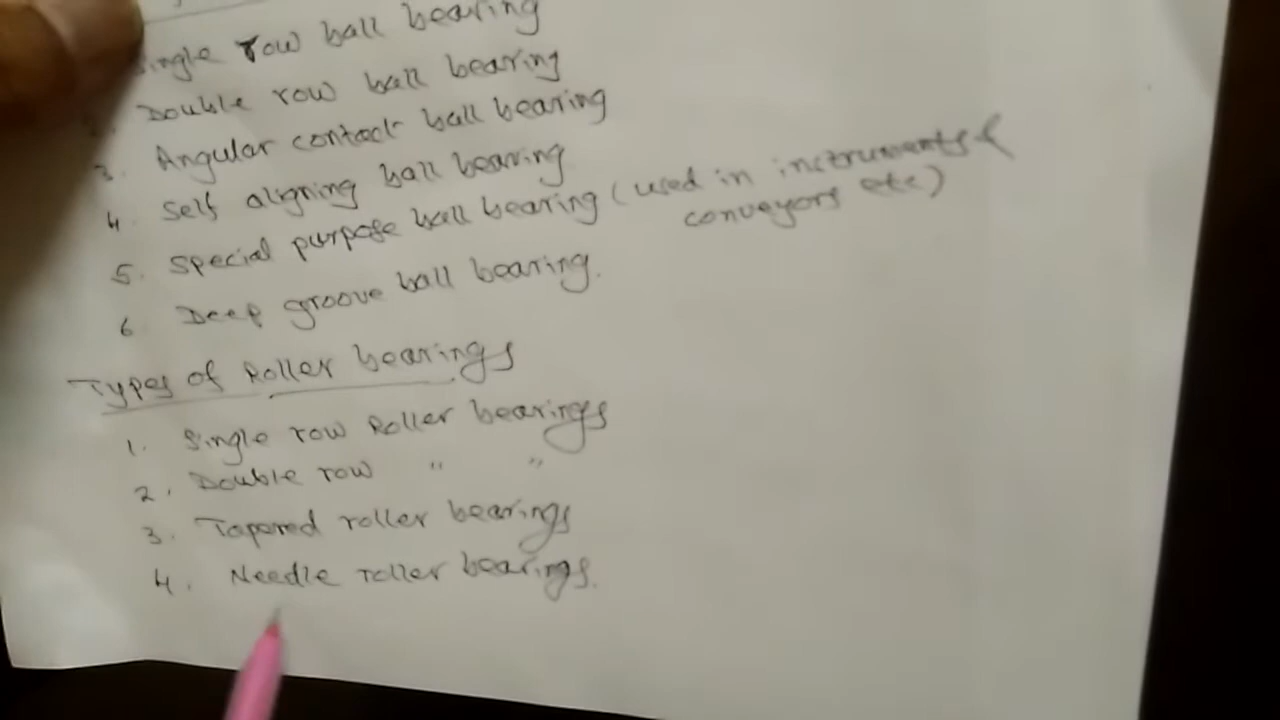 Single row ball bearing
2. Double row ball bearing
3. Angular contact ball bearing
4. Self aligning ball bearing
5. Special purpose ball bearing (used in instruments &
conveyors etc)
6 Deep groove ball bearing.
Types of Roller bearings
1. Single row Roller bearings
2. Double row " "
3. Tapered roller bearings
4. Needle roller bearings.